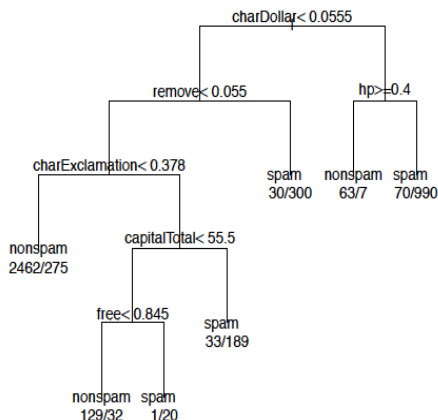 charDollar< 0.0555
remove< 0.055
hp>=0.4
charExclamation< 0.378
spam
30/300
nonspam
63/7
spam
70/990
nonspam
2462/275
capitalTotal< 55.5
free< 0.845
spam
33/189
nonspam
129/32
spam
1/20